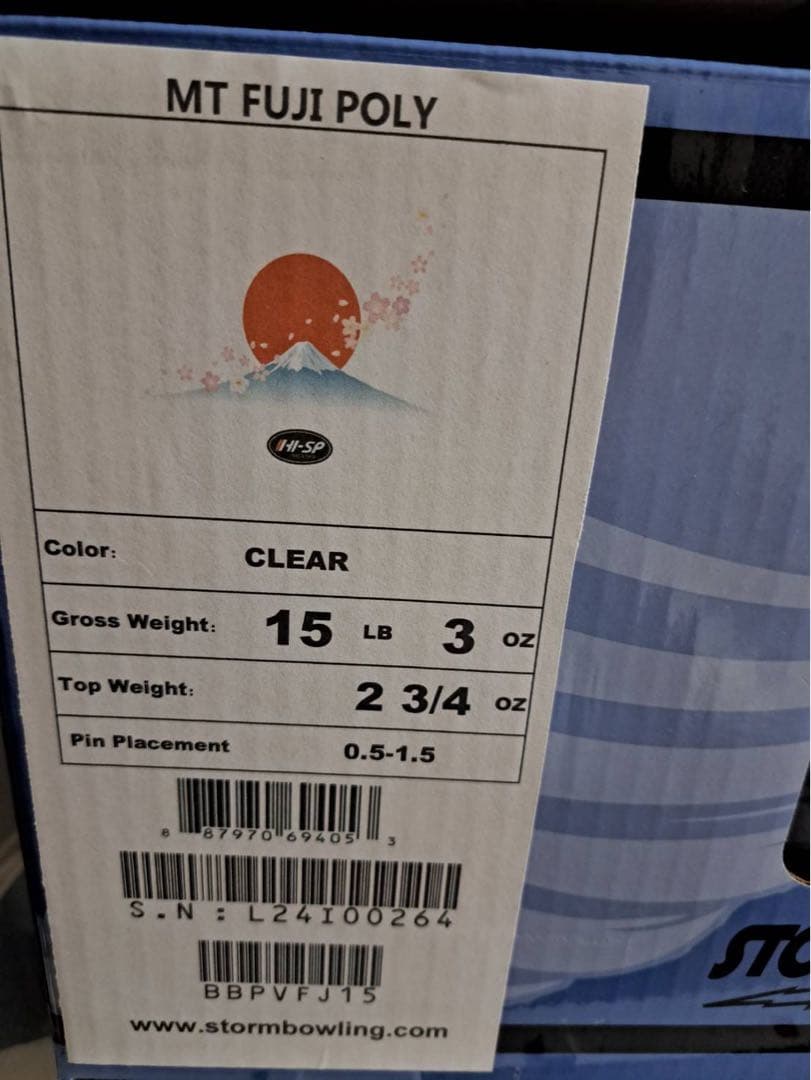 MT FUJI POLY
HI-SP
Color: CLEAR
Gross Weight: 15 LB 3 OZ
Top Weight: 2 3/4 OZ
Pin Placement 0.5-1.5
8 87970 69405 3
S.N : L24I00264
BBPVFJ15
www.stormbowling.com
STO